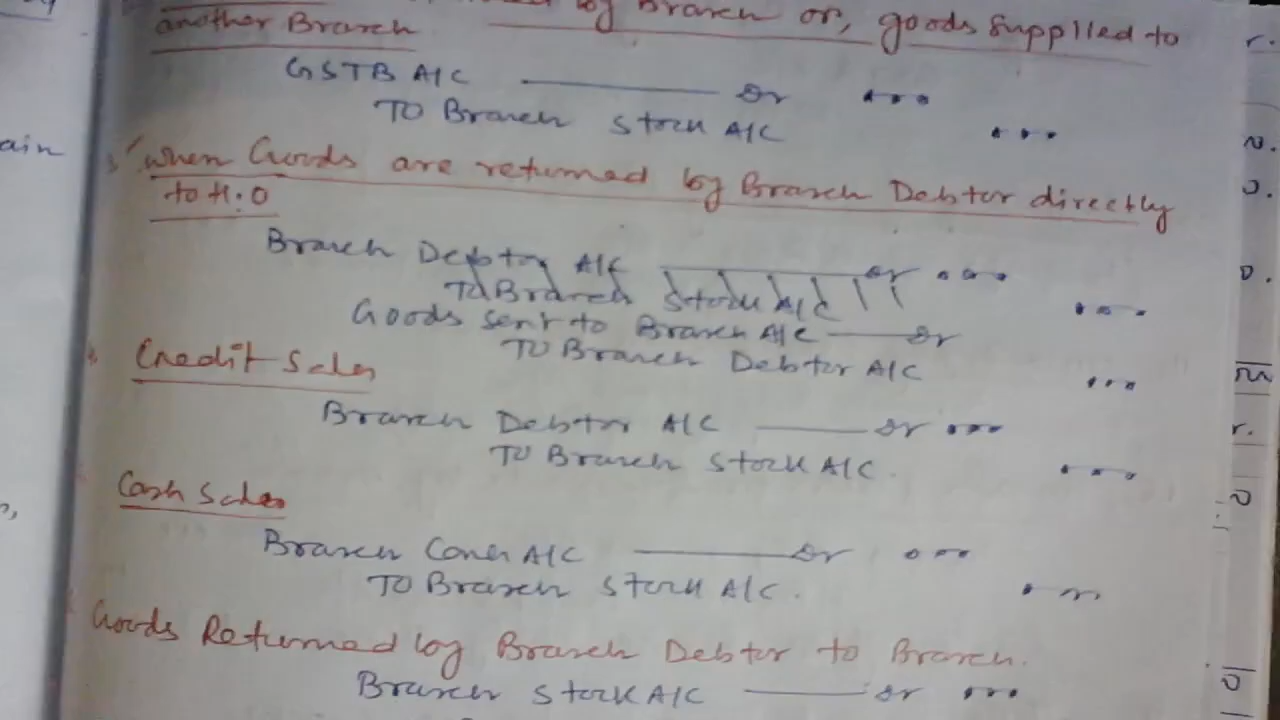 by Branch or, goods supplied to
another Branch
GSTB A/C Dr ...
TO Branch Stock A/C ...
ain
When Goods are returned by Branch Debtor directly
to H.O
Branch Debtor A/C Dr ...
To Branch Stock A/C ...
Goods sent to Branch A/C Dr
TO Branch Debtor A/C ...
Credit Sales
Branch Debtor A/C Dr ...
TO Branch Stock A/C. ...
Cash Sales
Branch Cash A/C Dr ...
TO Branch Stock A/C. ...
Goods Returned by Branch Debtor to Branch.
Branch Stock A/C Dr ...